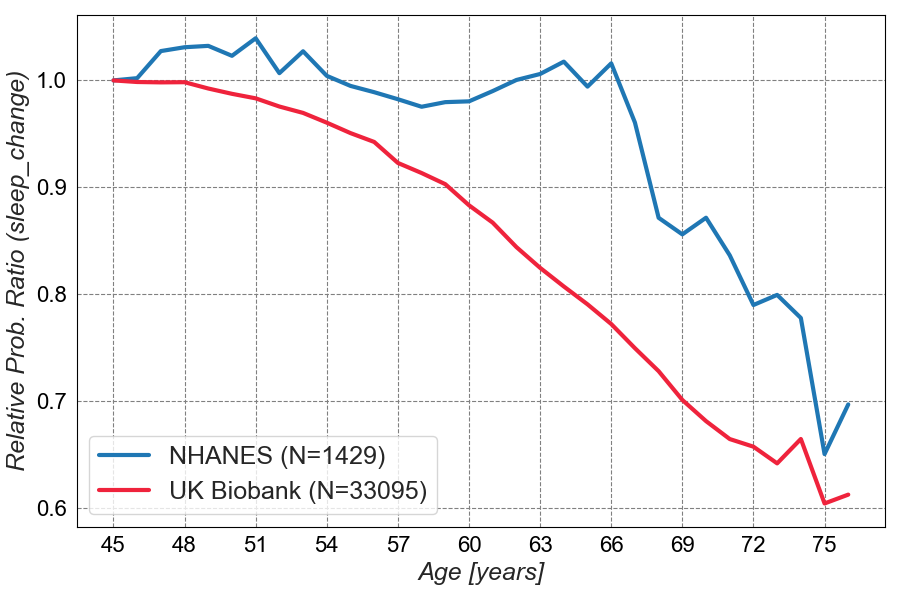 Relative Prob. Ratio (sleep_change)
1.0
0.9
0.8
0.7
0.6
NHANES (N=1429)
UK Biobank (N=33095)
45 48 51 54 57 60 63 66 69 72 75
Age [years]